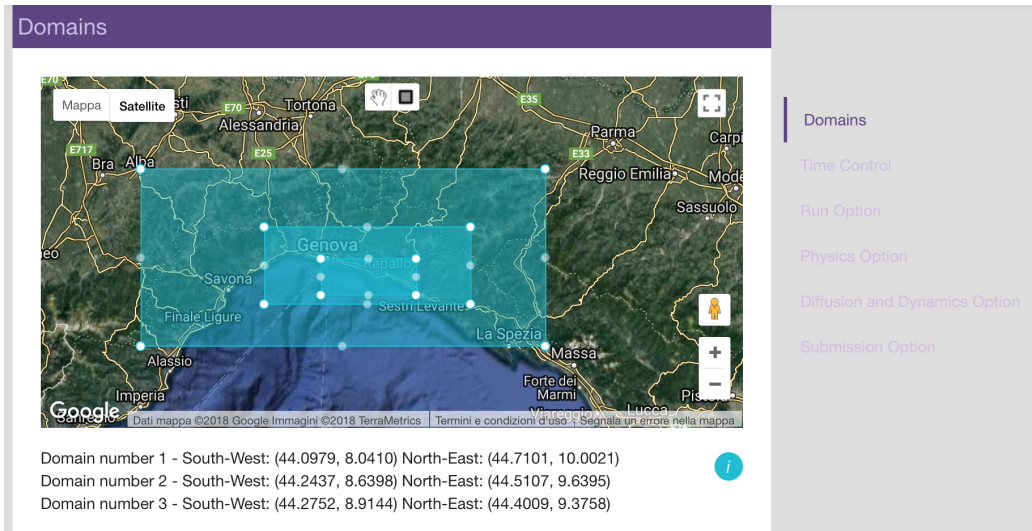 Domains
E70
Mappa Satellite
sti
E70
Tortona
E35
Alessandria
Parma
Carpi
E717
E25
E33
Bra Alba
Reggio Emilia
Mode
Sassuolo
Genova
eo
Rapallo
Savona
Sestri Levante
Finale Ligure
La Spezia
Alassio
Massa
Forte dei
Marmi
Imperia
Google
Viareggio
Lucca
Dati mappa ©2018 Google Immagini ©2018 TerraMetrics Termini e condizioni d'uso Segnala un errore nella mappa
Domain number 1 - South-West: (44.0979, 8.0410) North-East: (44.7101, 10.0021)
Domain number 2 - South-West: (44.2437, 8.6398) North-East: (44.5107, 9.6395)
Domain number 3 - South-West: (44.2752, 8.9144) North-East: (44.4009, 9.3758)
i
Domains
Time Control
Run Option
Physics Option
Diffusion and Dynamics Option
Submission Option